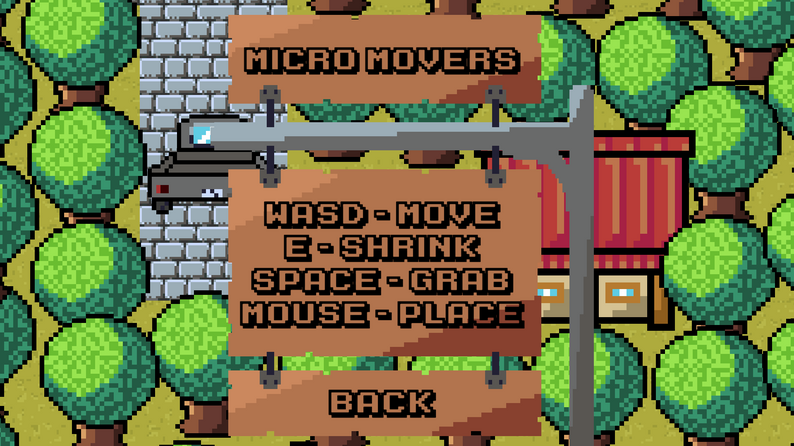 MICRO MOVERS
WASD - MOVE
E - SHRINK
SPACE - GRAB
MOUSE - PLACE
BACK